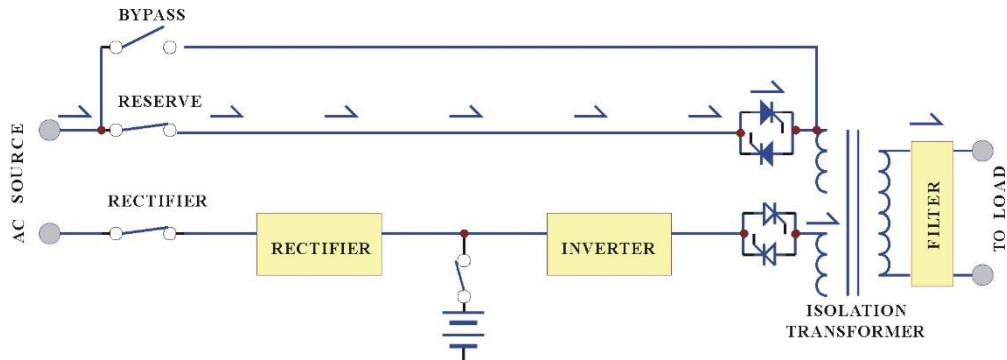 BYPASS
RESERVE
AC SOURCE
RECTIFIER
RECTIFIER
INVERTER
FILTER
TO LOAD
ISOLATION
TRANSFORMER